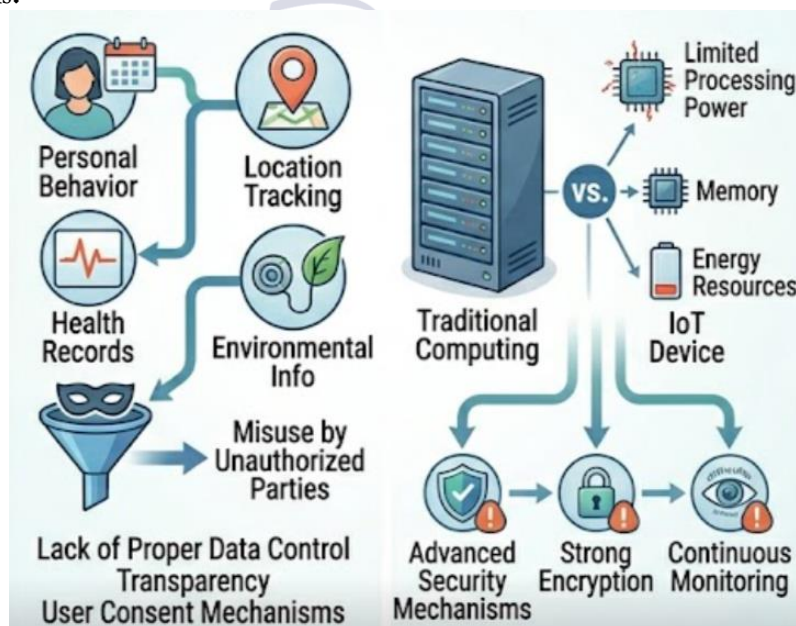 Personal
Behavior
Location
Tracking
Health
Records
Environmental
Info
Misuse by
Unauthorized
Parties
Lack of Proper Data Control
Transparency
User Consent Mechanisms
Limited
Processing
Power
VS.
Memory
Energy
Resources
Traditional
Computing
IoT
Device
Advanced
Security
Mechanisms
Strong
Encryption
Continuous
Monitoring